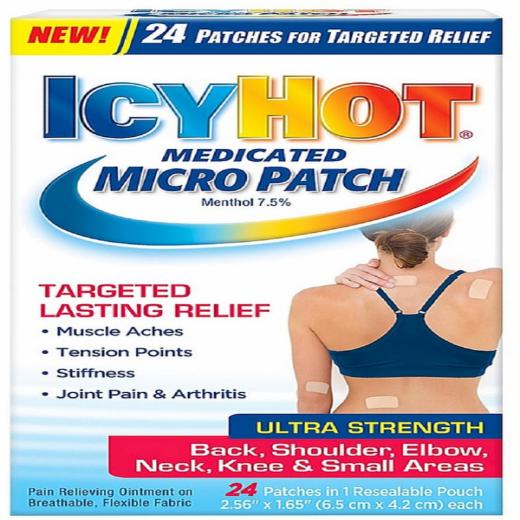 NEW! 24 PATCHES FOR TARGETED RELIEF
ICYHOT®
MEDICATED
MICRO PATCH
Menthol 7.5%
TARGETED
LASTING RELIEF
• Muscle Aches
• Tension Points
• Stiffness
• Joint Pain & Arthritis
ULTRA STRENGTH
Back, Shoulder, Elbow,
Neck, Knee & Small Areas
Pain Relieving Ointment on
Breathable, Flexible Fabric
24 Patches in 1 Resealable Pouch
2.56" x 1.65" (6.5 cm x 4.2 cm) each